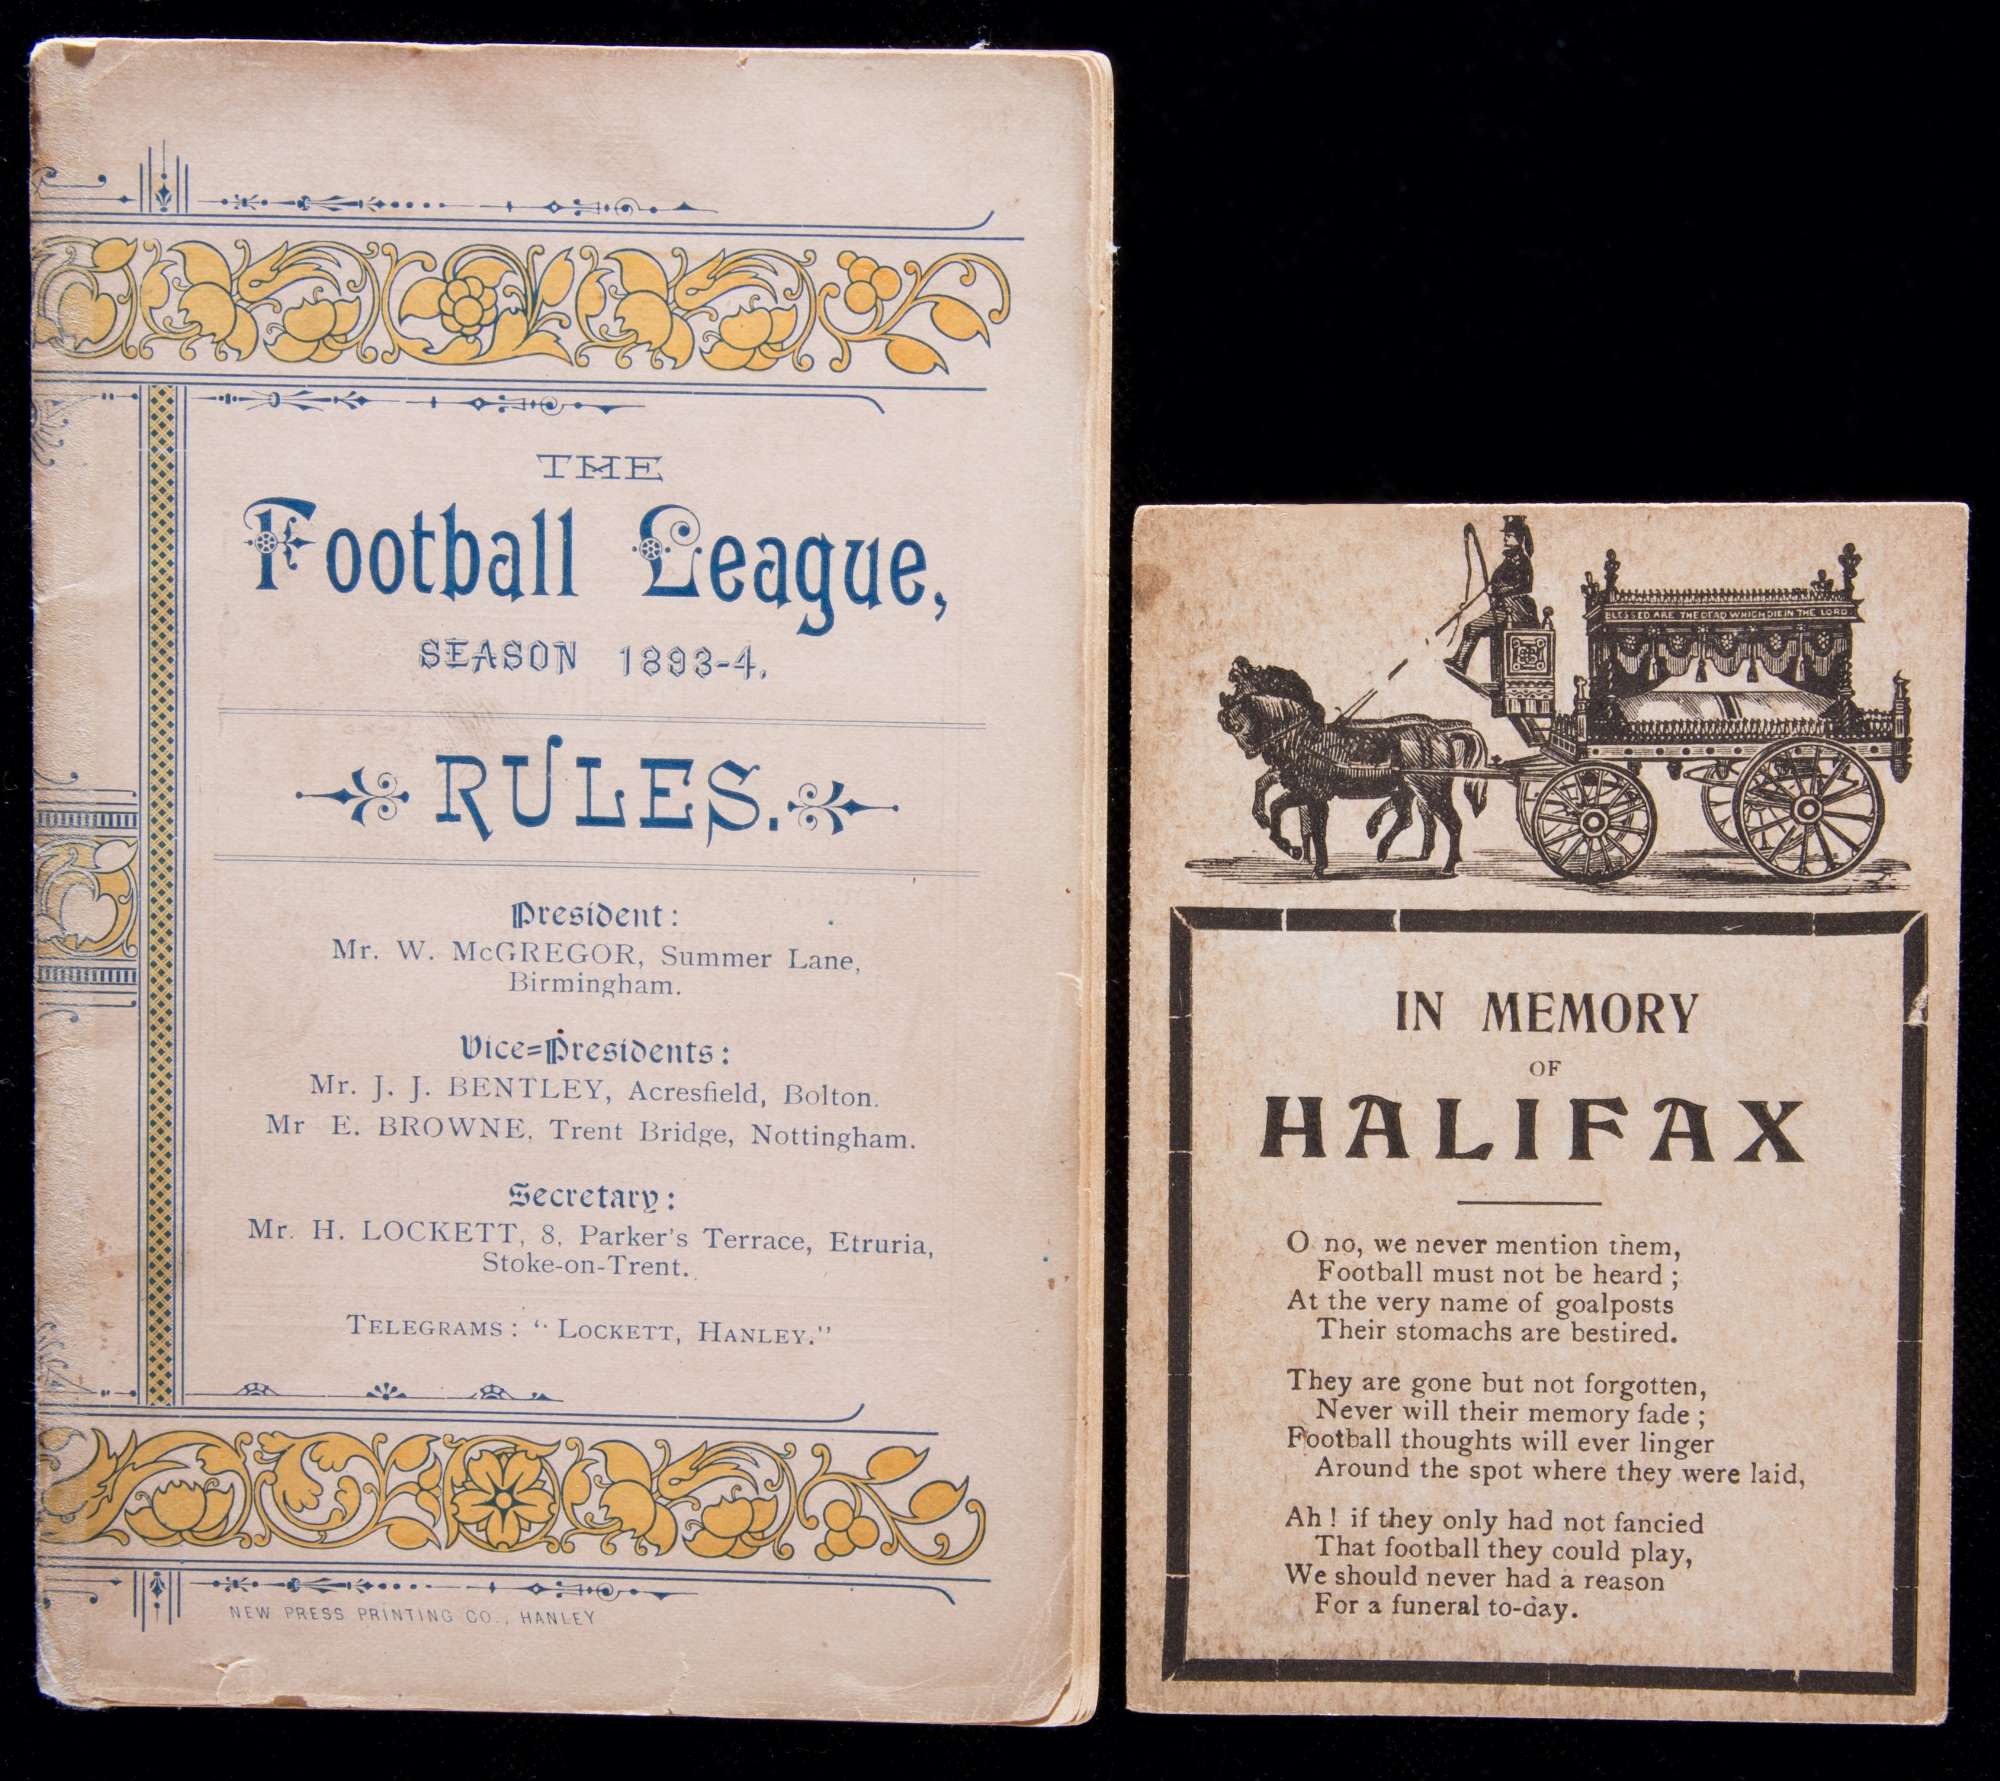 THE
Football League,
SEASON 1893-4.
RULES.
President:
Mr. W. McGREGOR, Summer Lane,
Birmingham.
Vice=Presidents:
Mr. J. J. BENTLEY, Acresfield, Bolton.
Mr E. BROWNE, Trent Bridge, Nottingham.
Secretary:
Mr. H. LOCKETT, 8, Parker's Terrace, Etruria,
Stoke-on-Trent.
TELEGRAMS: "LOCKETT, HANLEY."
NEW PRESS PRINTING CO., HANLEY
BLESSED ARE THE DEAD WHICH DIE IN THE LORD
IN MEMORY
OF
HALIFAX
O no, we never mention them,
Football must not be heard;
At the very name of goalposts
Their stomachs are bestired.
They are gone but not forgotten,
Never will their memory fade;
Football thoughts will ever linger
Around the spot where they were laid,
Ah! if they only had not fancied
That football they could play,
We should never had a reason
For a funeral to-day.